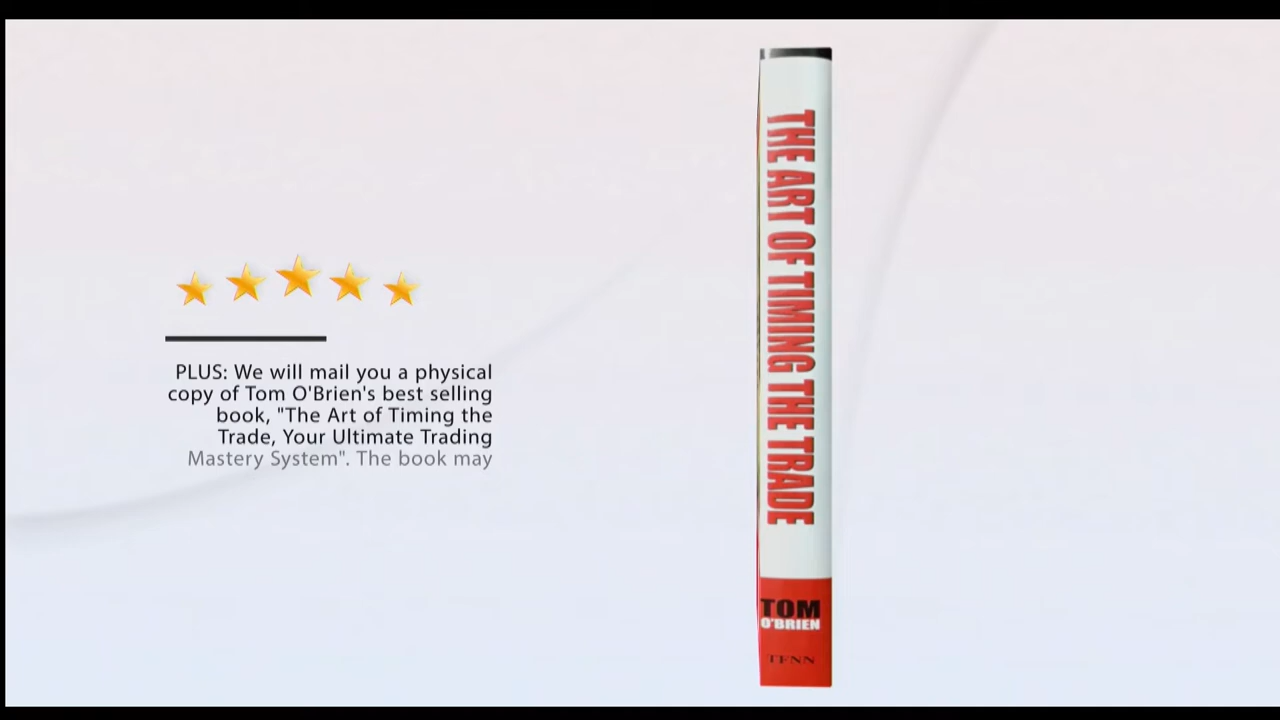 PLUS: We will mail you a physical
copy of Tom O'Brien's best selling
book, "The Art of Timing the
Trade, Your Ultimate Trading
Mastery System". The book may
THE ART OF TIMING THE TRADE
TOM
O'BRIEN
TFNN